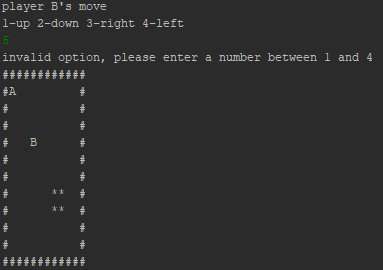 player B's move
1-up 2-down 3-right 4-left
5
invalid option, please enter a number between 1 and 4
############
#A         #
#          #
#          #
#   B      #
#          #
#          #
#      **  #
#      **  #
#          #
#          #
############